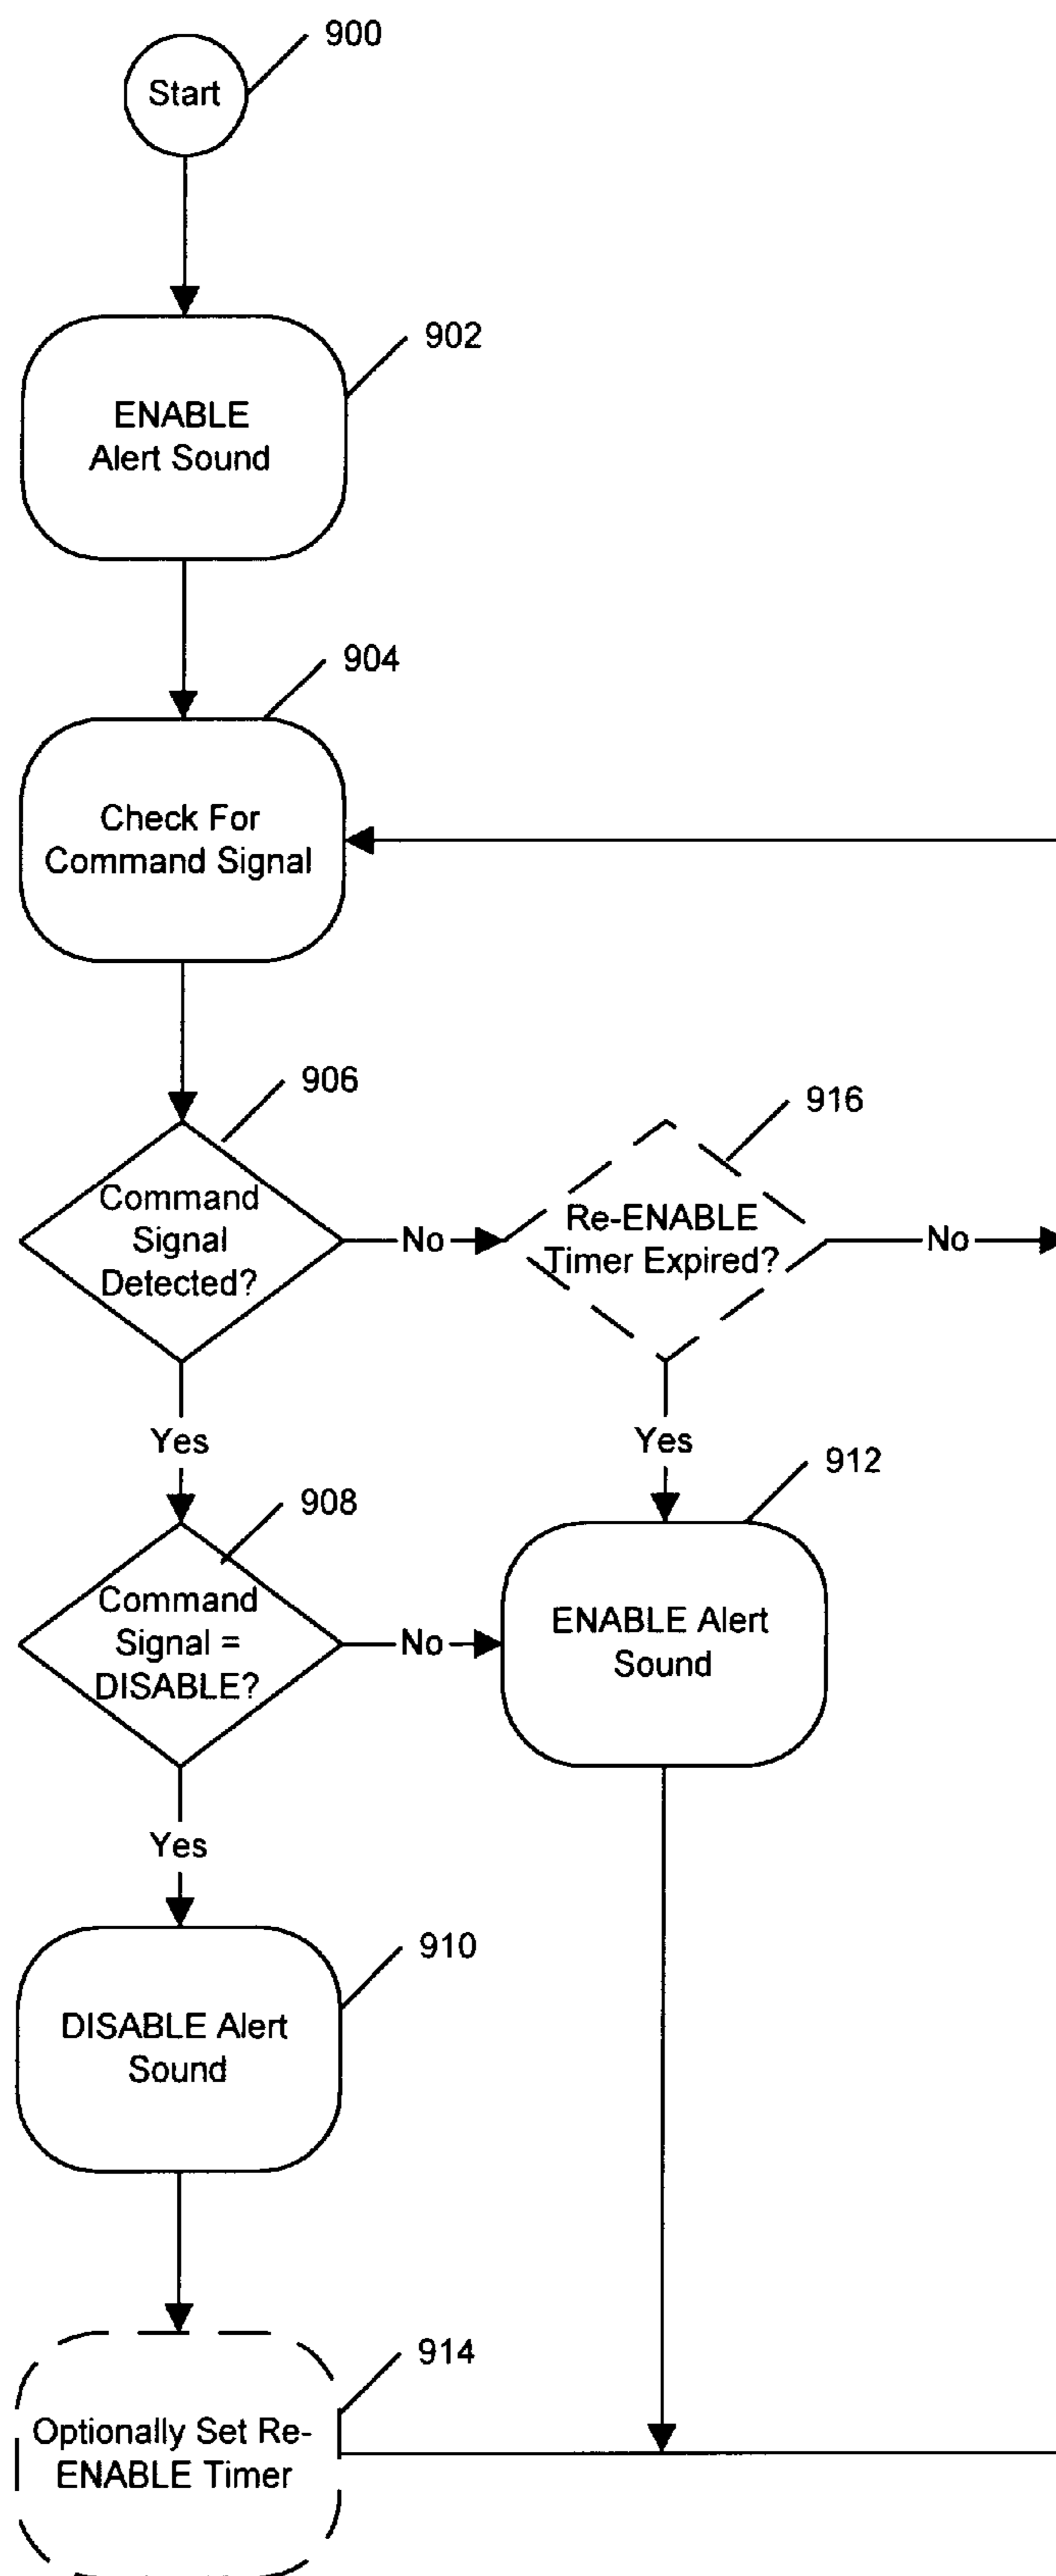 900
Start
902
ENABLE
Alert Sound
904
Check For
Command Signal
906
Command
Signal
Detected?
No
916
Re-ENABLE
Timer Expired?
No
Yes
Yes
908
Command
Signal =
DISABLE?
No
912
ENABLE Alert
Sound
Yes
910
DISABLE Alert
Sound
914
Optionally Set Re-
ENABLE Timer